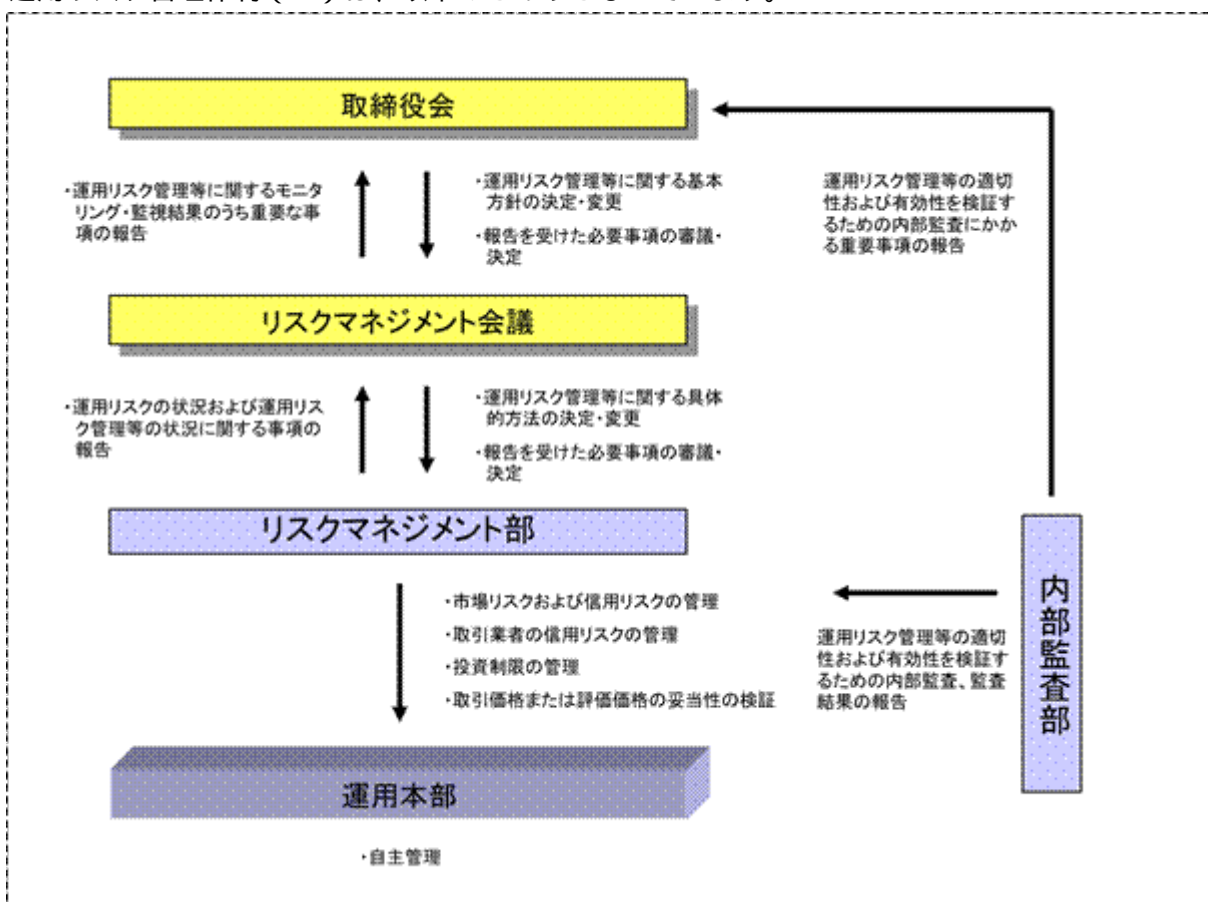 取締役会
・運用リスク管理等に関するモニタ
リング・監視結果のうち重要な事
項の報告
・運用リスク管理等に関する基本
方針の決定・変更
・報告を受けた必要事項の審議・
決定
運用リスク管理等の適切
性および有効性を検証す
るための内部監査にかか
る重要事項の報告
リスクマネジメント会議
・運用リスクの状況および運用リス
ク管理等の状況に関する事項の
報告
・運用リスク管理等に関する具体
的方法の決定・変更
・報告を受けた必要事項の審議・
決定
リスクマネジメント部
・市場リスクおよび信用リスクの管理
・取引業者の信用リスクの管理
・投資制限の管理
・取引価格または評価価格の妥当性の検証
運用リスク管理等の適切
性および有効性を検証す
るための内部監査、監査
結果の報告
内部監査部
運用本部
・自主管理